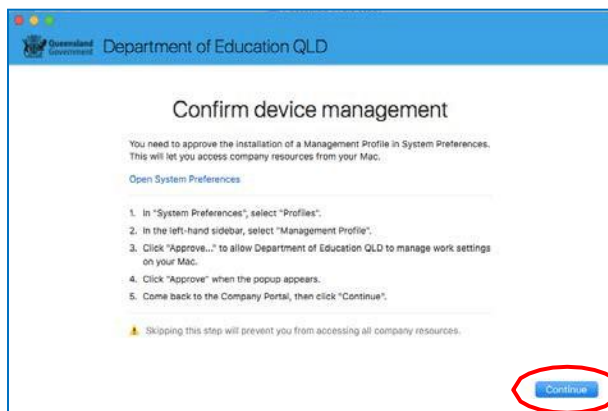 Queensland
Government
Department of Education QLD
Confirm device management
You need to approve the installation of a Management Profile in System Preferences.
This will let you access company resources from your Mac.
Open System Preferences
1. In "System Preferences", select "Profiles".
2. In the left-hand sidebar, select "Management Profile".
3. Click "Approve..." to allow Department of Education QLD to manage work settings
on your Mac.
4. Click "Approve" when the popup appears.
5. Come back to the Company Portal, then click "Continue".
Skipping this step will prevent you from accessing all company resources.
Continue